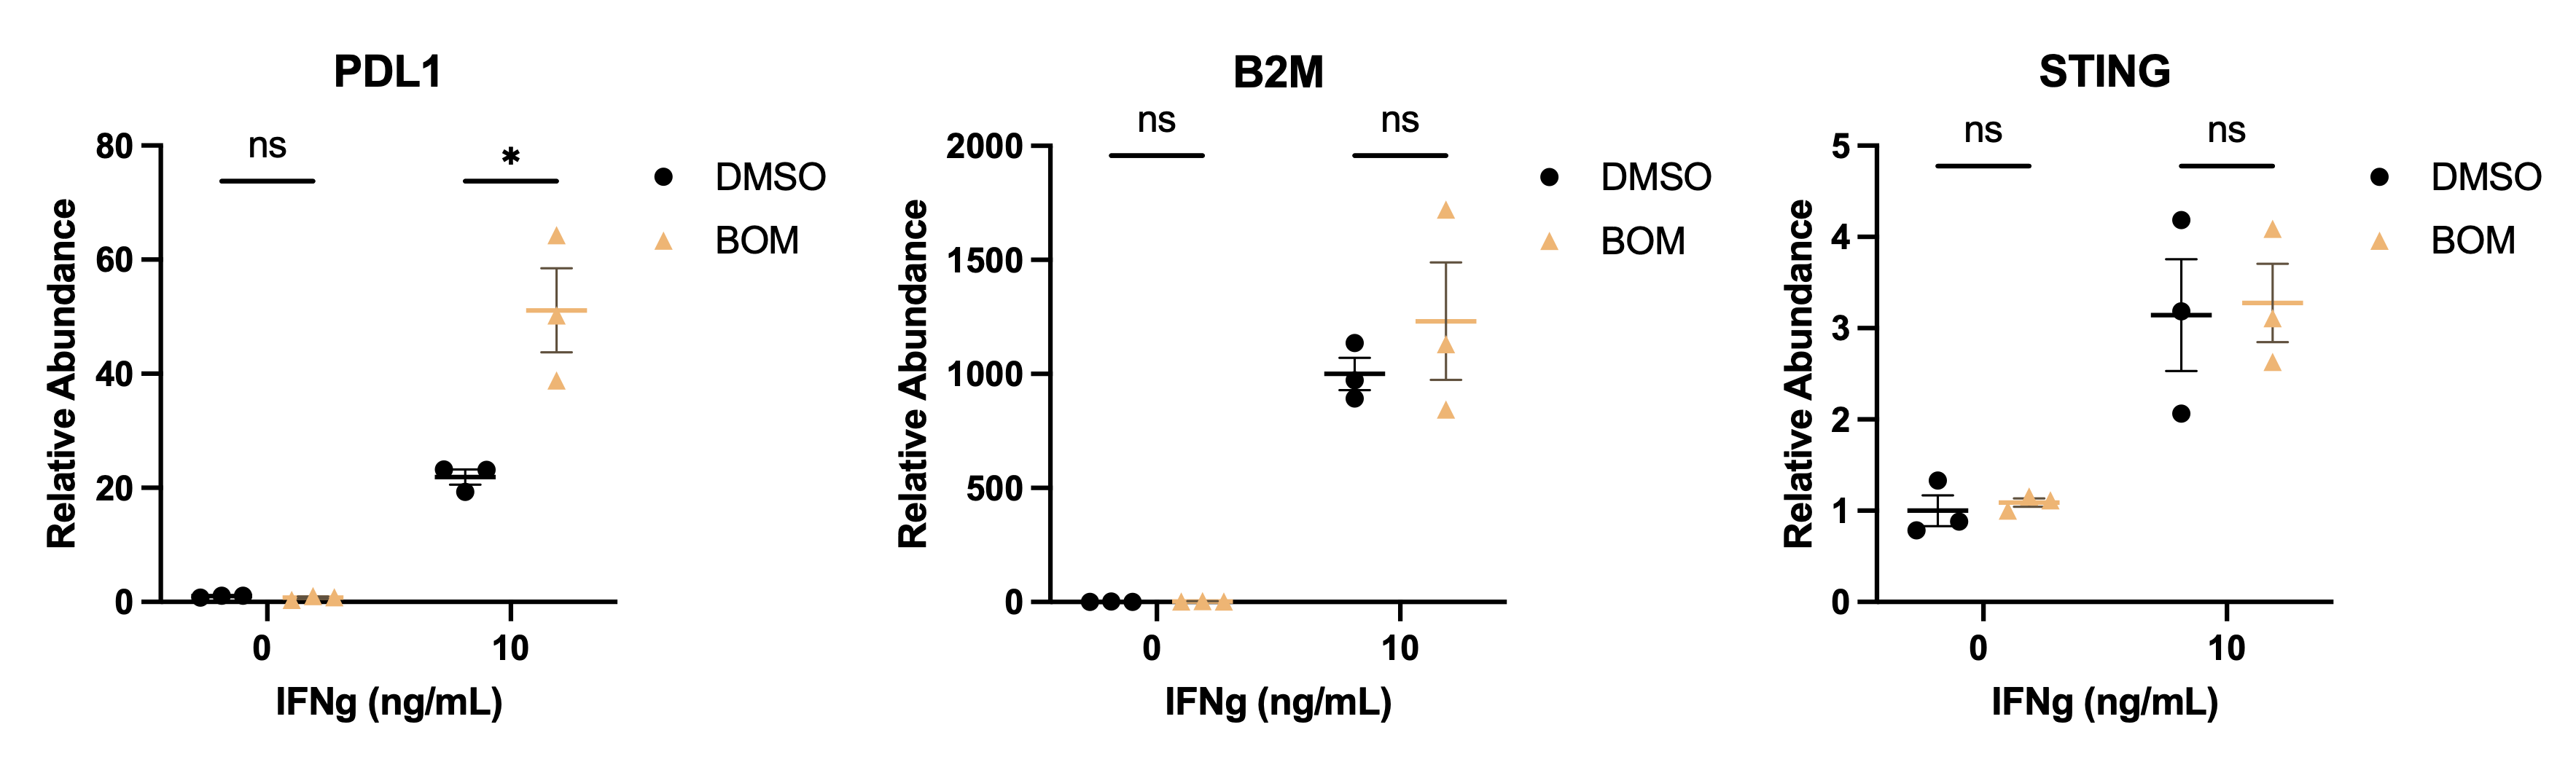 PDL1
ns
*
80
60
40
20
0
Relative Abundance
0
10
IFNg (ng/mL)
DMSO
BOM
B2M
ns
ns
2000
1500
1000
500
0
Relative Abundance
0
10
IFNg (ng/mL)
DMSO
BOM
STING
ns
ns
5
4
3
2
1
0
Relative Abundance
0
10
IFNg (ng/mL)
DMSO
BOM